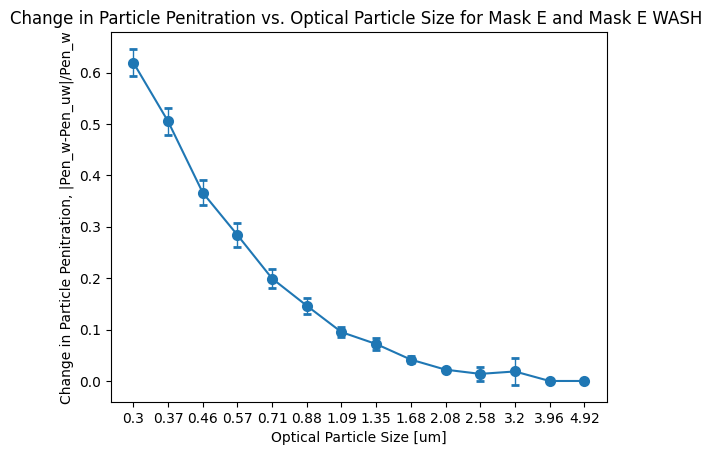 Change in Particle Penitration vs. Optical Particle Size for Mask E and Mask E WASH
Change in Particle Penitration, |Pen_w-Pen_uw|/Pen_w
0.6
0.5
0.4
0.3
0.2
0.1
0.0
0.3 0.37 0.46 0.57 0.71 0.88 1.09 1.35 1.68 2.08 2.58 3.2 3.96 4.92
Optical Particle Size [um]